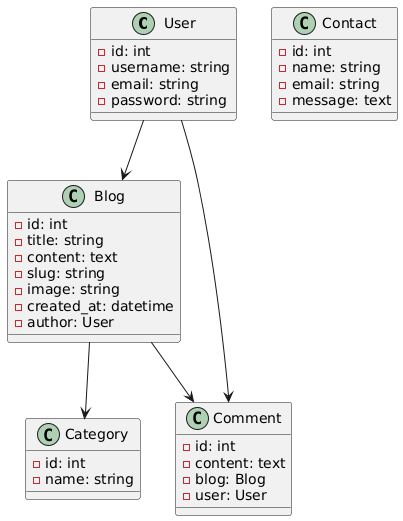 C User
id: int
username: string
email: string
password: string
C Contact
id: int
name: string
email: string
message: text
C Blog
id: int
title: string
content: text
slug: string
image: string
created_at: datetime
author: User
C Category
id: int
name: string
C Comment
id: int
content: text
blog: Blog
user: User